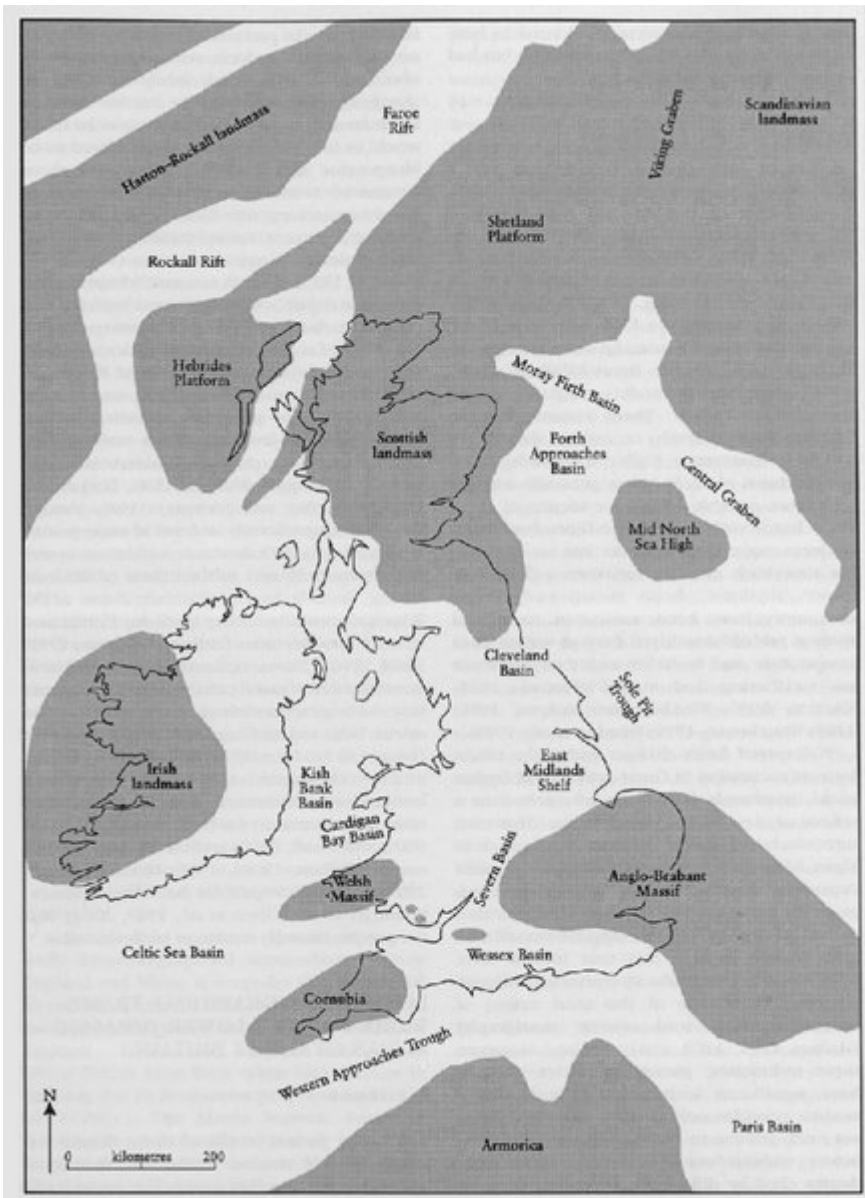 Faroe
Rift
Scandinavian
landmass
Viking Graben
Hatton–Rockall landmass
Shetland
Platform
Rockall Rift
Hebrides
Platform
Moray Firth Basin
Scottish
landmass
Forth
Approaches
Basin
Central Graben
Mid North
Sea High
Cleveland
Basin
Sole Pit
Trough
Irish
landmass
Kish
Bank
Basin
East
Midlands
Shelf
Cardigan
Bay Basin
Severn Basin
Welsh
Massif
Anglo-Brabant
Massif
Celtic Sea Basin
Wessex Basin
Cornubia
Western Approaches Trough
N
0 kilometres 200
Armorica
Paris Basin